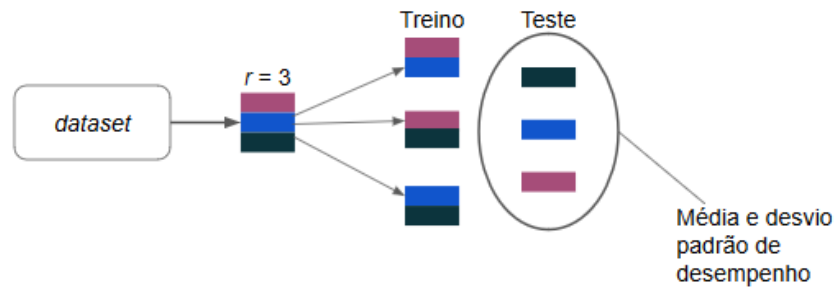 Treino
Teste
r = 3
dataset
Média e desvio
padrão de
desempenho